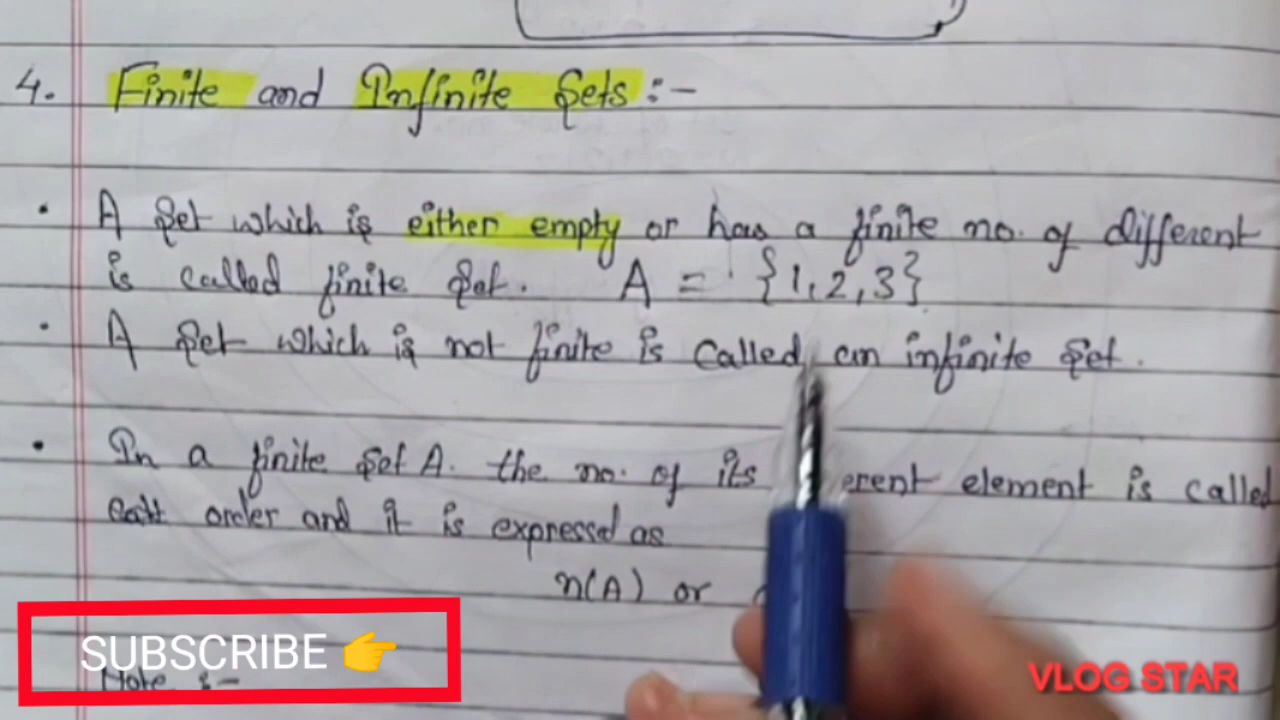 4. Finite and Infinite Sets :-
• A set which is either empty or has a finite no. of different
is called finite set. A = {1, 2, 3}
• A set which is not finite is called an infinite set.
• In a finite set A. the no. of its erent element is called
order and it is expressed as
n(A) or
SUBSCRIBE 👉
Note :-
VLOG STAR